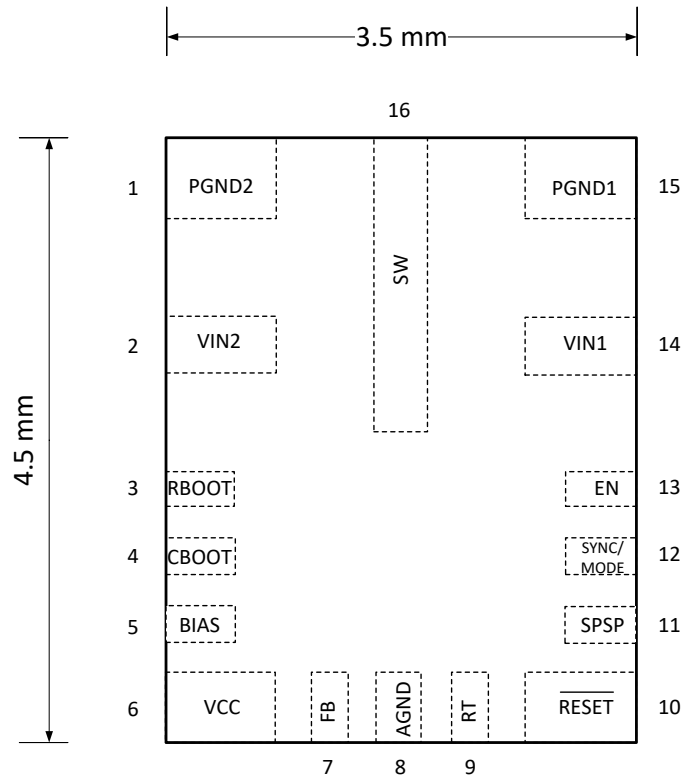 3.5 mm
16
1 PGND2 PGND1 15
SW
2 VIN2 VIN1 14
4.5 mm
3 RBOOT EN 13
4 CBOOT SYNC/
MODE 12
5 BIAS SPSP 11
6 VCC FB AGND RT RESET 10
7 8 9